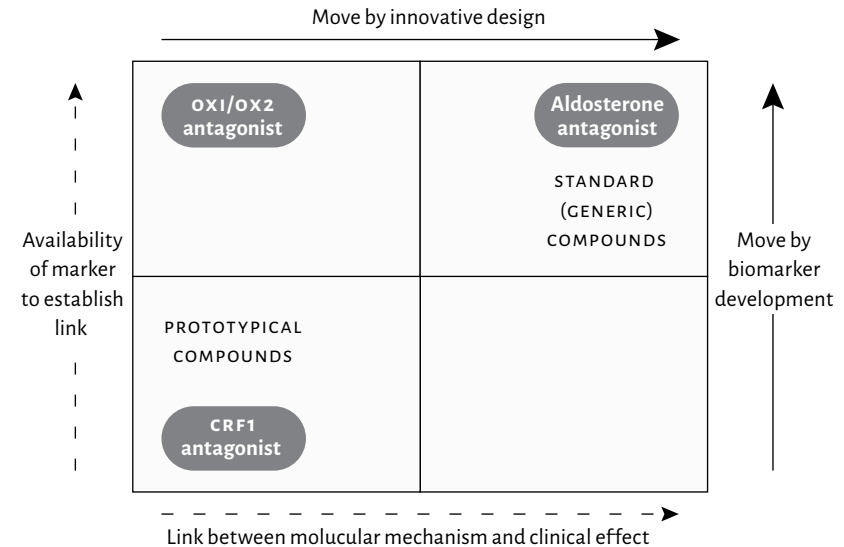 Move by innovative design
OX1/OX2
antagonist
Aldosterone
antagonist
STANDARD
(GENERIC)
COMPOUNDS
Availability
of marker
to establish
link
Move by
biomarker
development
PROTOTYPICAL
COMPOUNDS
CRF1
antagonist
Link between molucular mechanism and clinical effect